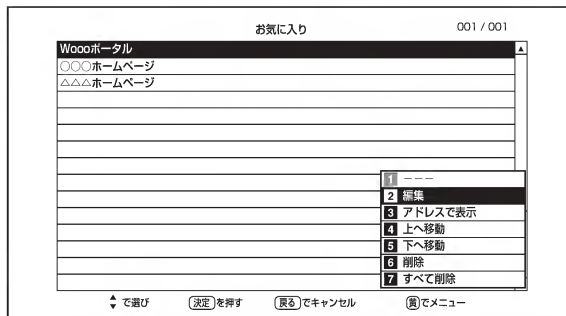 お気に入り 001 / 001
Woooポータル
○○○ホームページ
△△△ホームページ
1 −−−
2 編集
3 アドレスで表示
4 上へ移動
5 下へ移動
6 削除
7 すべて削除
で選び 決定を押す 戻るでキャンセル 黄でメニュー